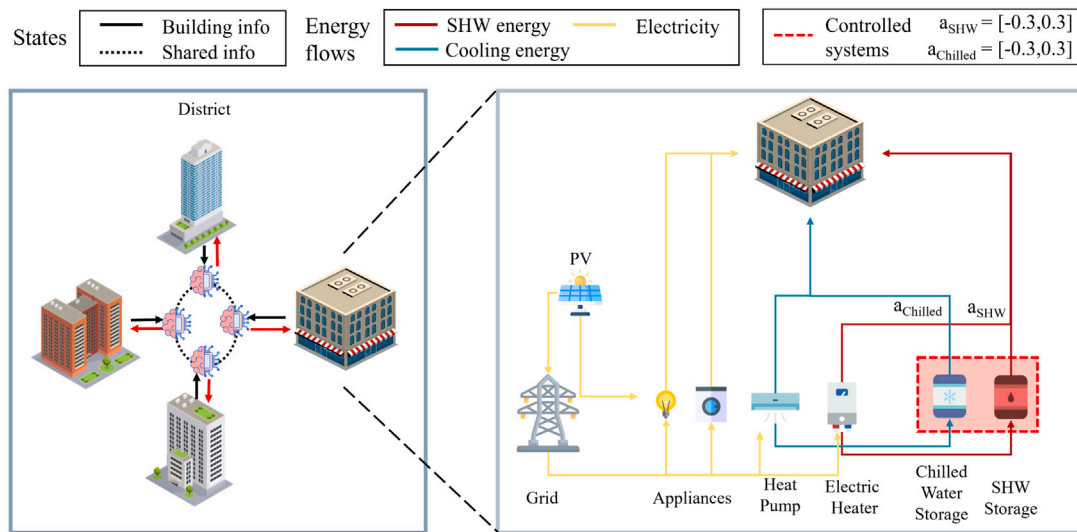 States
Building info
Shared info
Energy
flows
SHW energy
Cooling energy
Electricity
Controlled
systems
aSHW = [-0.3,0.3]
aChilled = [-0.3,0.3]
District
PV
aChilled
aSHW
Grid
Appliances
Heat
Pump
Electric
Heater
Chilled
Water
Storage
SHW
Storage